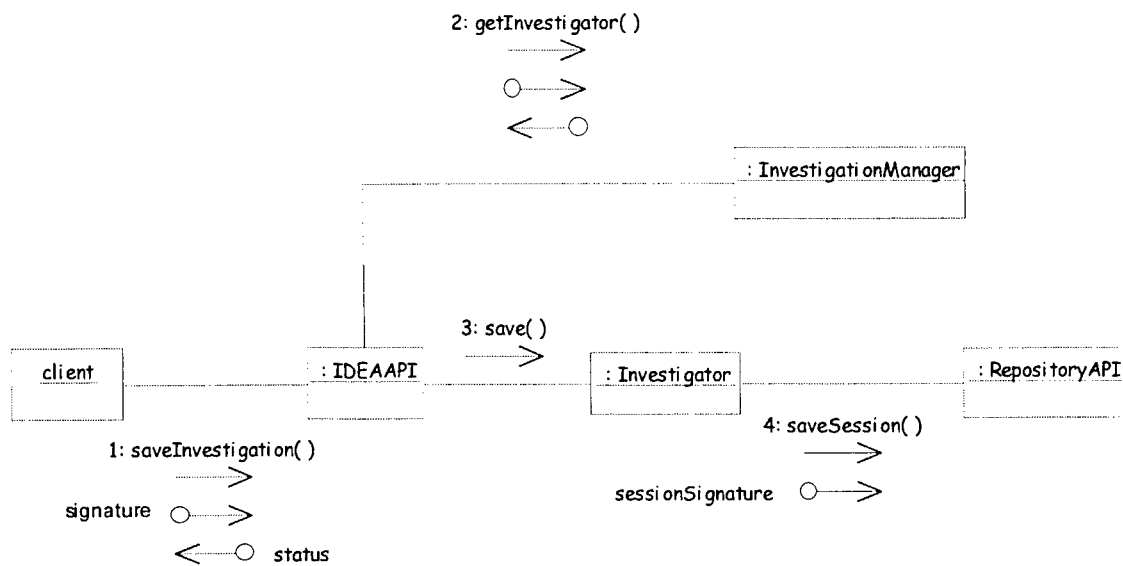 2: getInvestigator( )
: InvestigationManager
3: save( )
client
: IDEAAPI
: Investigator
: RepositoryAPI
1: saveInvestigation( )
4: saveSession( )
signature
sessionSignature
status